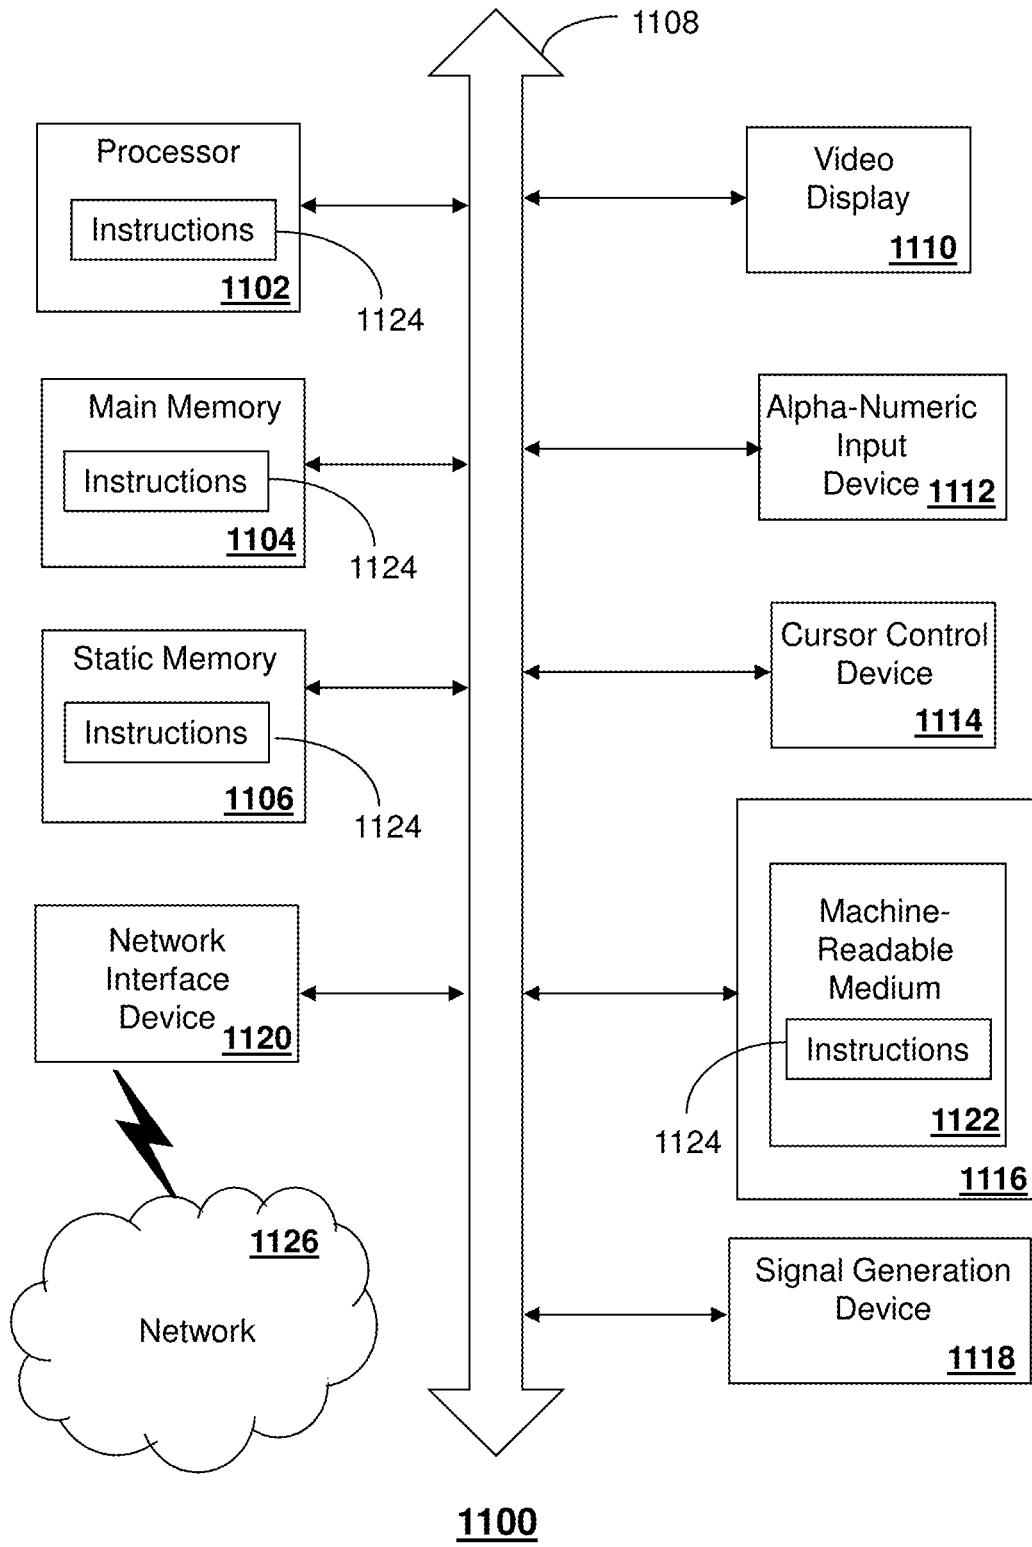 1108
Processor
Instructions
1102
1124
Main Memory
Instructions
1104
1124
Static Memory
Instructions
1106
1124
Network
Interface
Device
1120
1126
Network
Video
Display
1110
Alpha-Numeric
Input
Device 1112
Cursor Control
Device
1114
Machine-
Readable
Medium
Instructions
1124
1122
1116
Signal Generation
Device
1118
1100